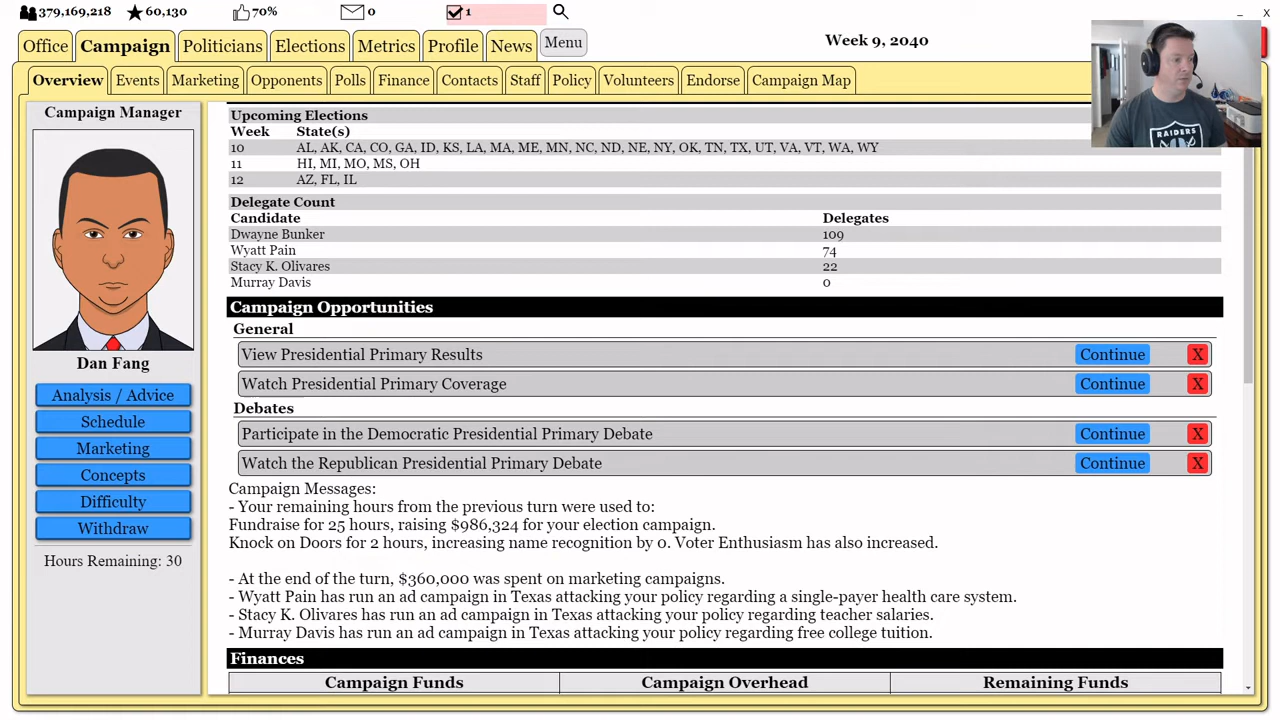 379,169,218 60,130 70% 0 1
Office Campaign Politicians Elections Metrics Profile News Menu Week 9, 2040
Overview Events Marketing Opponents Polls Finance Contacts Staff Policy Volunteers Endorse Campaign Map
Campaign Manager
Dan Fang
Analysis / Advice
Schedule
Marketing
Concepts
Difficulty
Withdraw
Hours Remaining: 30
Upcoming Elections
Week State(s)
10 AL, AK, CA, CO, GA, ID, KS, LA, MA, ME, MN, NC, ND, NE, NY, OK, TN, TX, UT, VA, VT, WA, WY
11 HI, MI, MO, MS, OH
12 AZ, FL, IL
Delegate Count
Candidate Delegates
Dwayne Bunker 109
Wyatt Pain 74
Stacy K. Olivares 22
Murray Davis 0
Campaign Opportunities
General
View Presidential Primary Results Continue X
Watch Presidential Primary Coverage Continue X
Debates
Participate in the Democratic Presidential Primary Debate Continue X
Watch the Republican Presidential Primary Debate Continue X
Campaign Messages:
- Your remaining hours from the previous turn were used to:
Fundraise for 25 hours, raising $986,324 for your election campaign.
Knock on Doors for 2 hours, increasing name recognition by 0. Voter Enthusiasm has also increased.
- At the end of the turn, $360,000 was spent on marketing campaigns.
- Wyatt Pain has run an ad campaign in Texas attacking your policy regarding a single-payer health care system.
- Stacy K. Olivares has run an ad campaign in Texas attacking your policy regarding teacher salaries.
- Murray Davis has run an ad campaign in Texas attacking your policy regarding free college tuition.
Finances
Campaign Funds Campaign Overhead Remaining Funds
RAIDERS